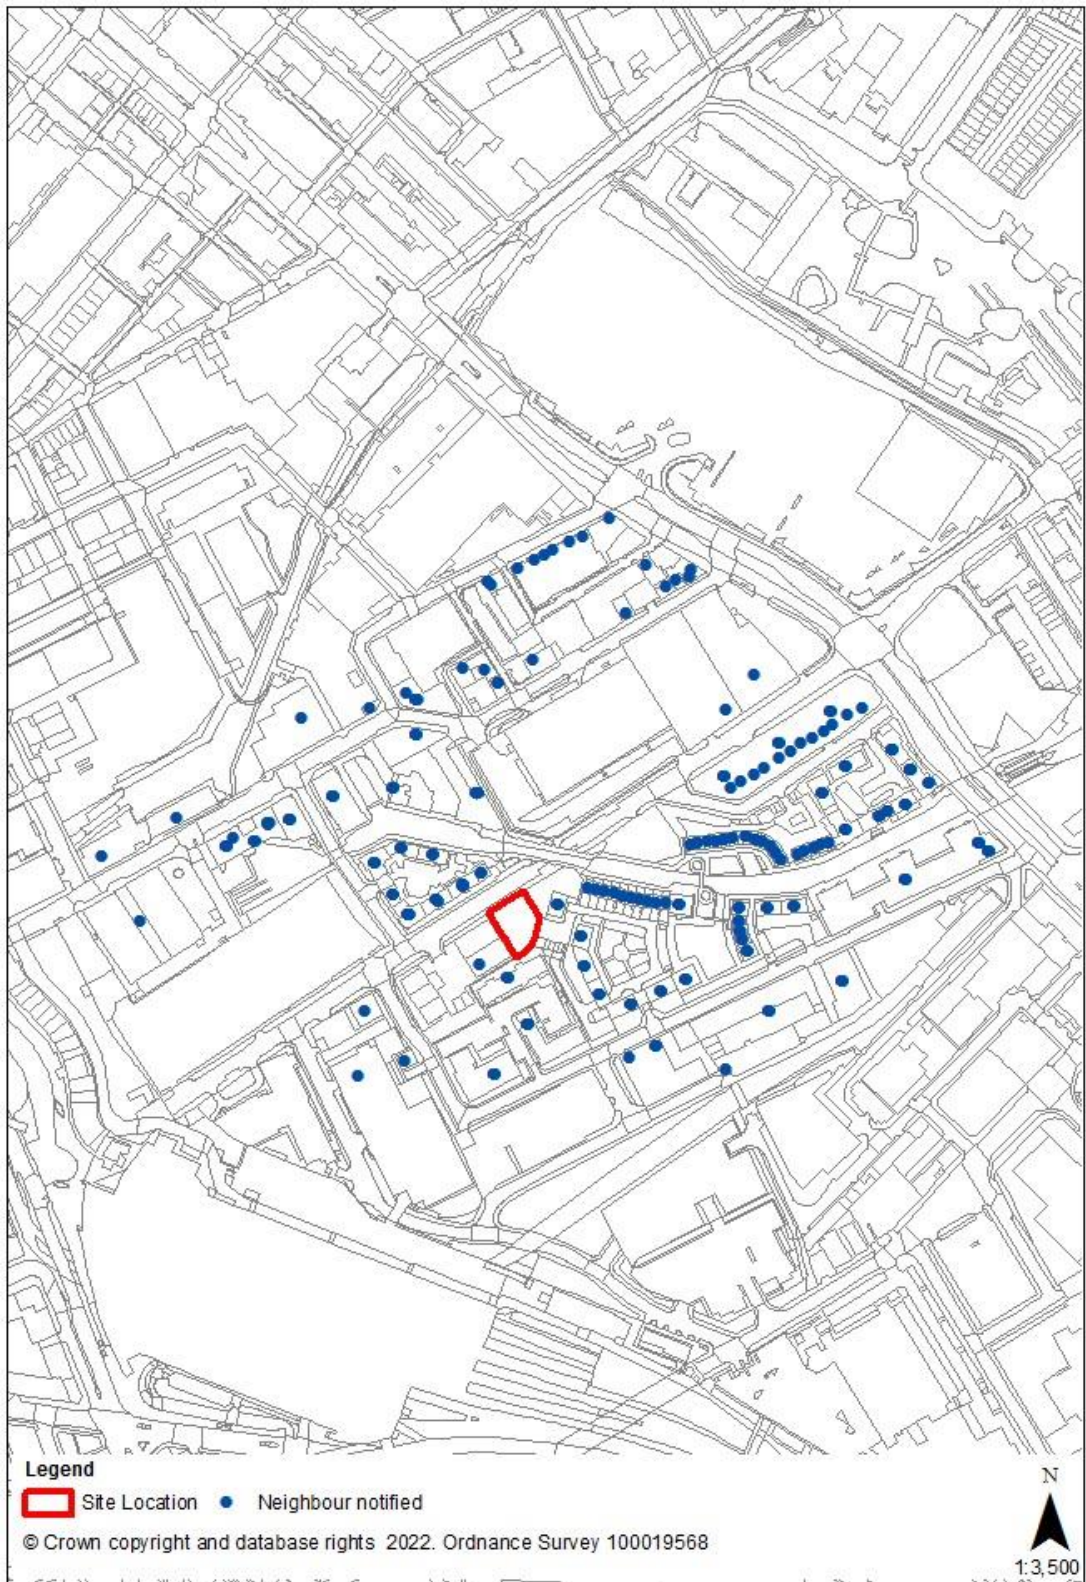 Legend
Site Location Neighbour notified
© Crown copyright and database rights 2022. Ordnance Survey 100019568
N
1:3,500